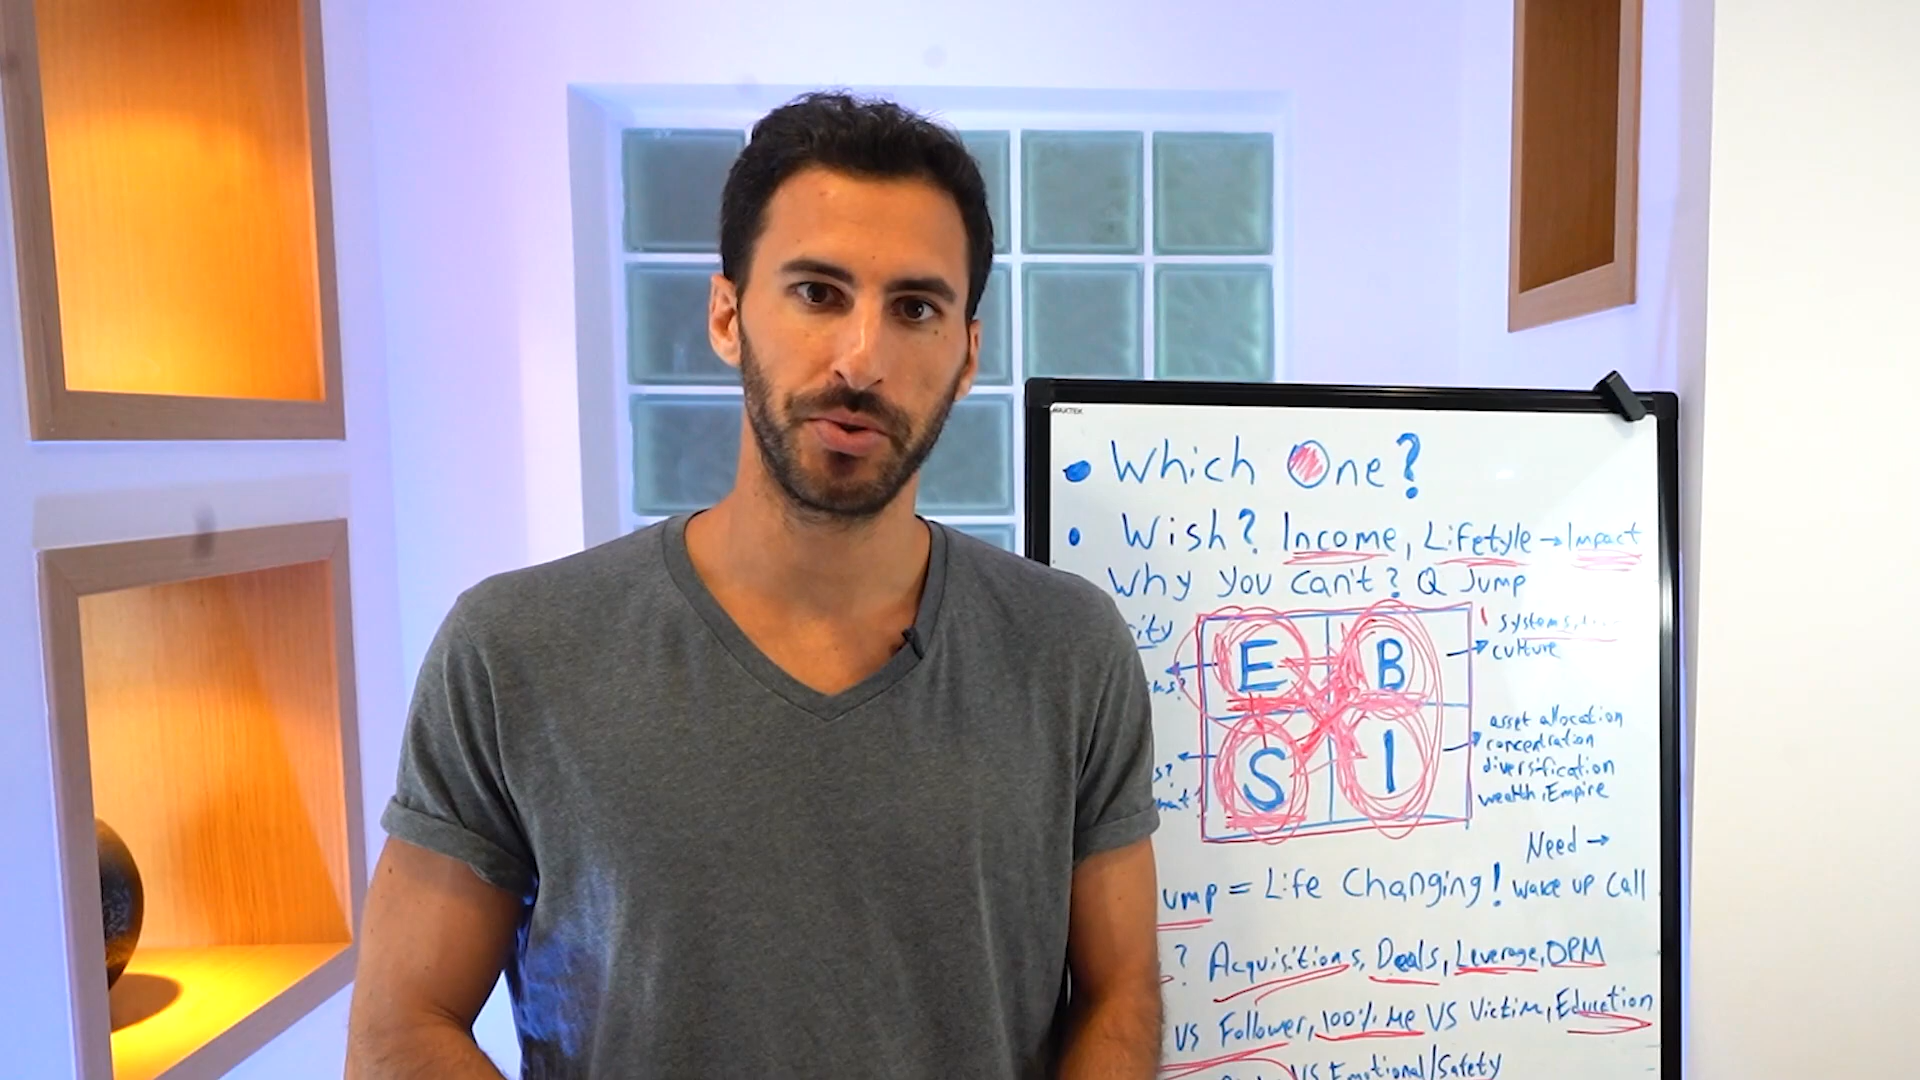 MAXTEK
Which One?
Wish? Income, Lifetyle → Impact
Why you can't? Q Jump
systems,
culture
E B
asset allocation
concentration
diversification
wealth, Empire
S I
Need →
ump = Life Changing! wake up call
? Acquisitions, Deals, Leverage, OPM
VS Follower, 100% Me VS Victim, Education
VS Emotional/Safety